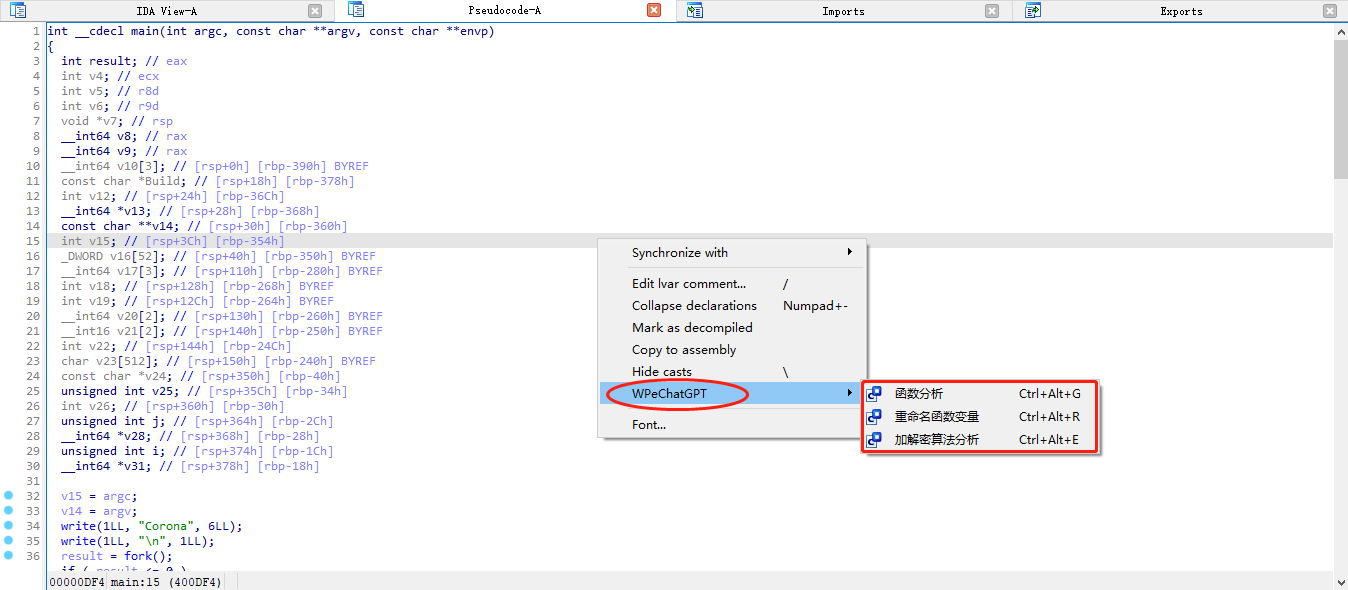 IDA View-A Pseudocode-A Imports Exports
1 int __cdecl main(int argc, const char **argv, const char **envp)
2 {
3 int result; // eax
4 int v4; // ecx
5 int v5; // r8d
6 int v6; // r9d
7 void *v7; // rsp
8 __int64 v8; // rax
9 __int64 v9; // rax
10 __int64 v10[3]; // [rsp+0h] [rbp-390h] BYREF
11 const char *Build; // [rsp+18h] [rbp-378h]
12 int v12; // [rsp+24h] [rbp-36Ch]
13 __int64 *v13; // [rsp+28h] [rbp-368h]
14 const char **v14; // [rsp+30h] [rbp-360h]
15 int v15; // [rsp+3Ch] [rbp-354h]
16 _DWORD v16[52]; // [rsp+40h] [rbp-350h] BYREF
17 __int64 v17[3]; // [rsp+110h] [rbp-280h] BYREF
18 int v18; // [rsp+128h] [rbp-268h] BYREF
19 int v19; // [rsp+12Ch] [rbp-264h] BYREF
20 __int64 v20[2]; // [rsp+130h] [rbp-260h] BYREF
21 __int16 v21[2]; // [rsp+140h] [rbp-250h] BYREF
22 int v22; // [rsp+144h] [rbp-24Ch]
23 char v23[512]; // [rsp+150h] [rbp-240h] BYREF
24 const char *v24; // [rsp+350h] [rbp-40h]
25 unsigned int v25; // [rsp+35Ch] [rbp-34h]
26 int v26; // [rsp+360h] [rbp-30h]
27 unsigned int j; // [rsp+364h] [rbp-2Ch]
28 __int64 *v28; // [rsp+368h] [rbp-28h]
29 unsigned int i; // [rsp+374h] [rbp-1Ch]
30 __int64 *v31; // [rsp+378h] [rbp-18h]
31
32 v15 = argc;
33 v14 = argv;
34 write(1LL, "Corona", 6LL);
35 write(1LL, "\n", 1LL);
36 result = fork();
if ( result <= 0 )
00000DF4 main:15 (400DF4)
Synchronize with
Edit lvar comment... /
Collapse declarations Numpad+-
Mark as decompiled
Copy to assembly
Hide casts \
WPeChatGPT
Font...
函数分析 Ctrl+Alt+G
重命名函数变量 Ctrl+Alt+R
加解密算法分析 Ctrl+Alt+E